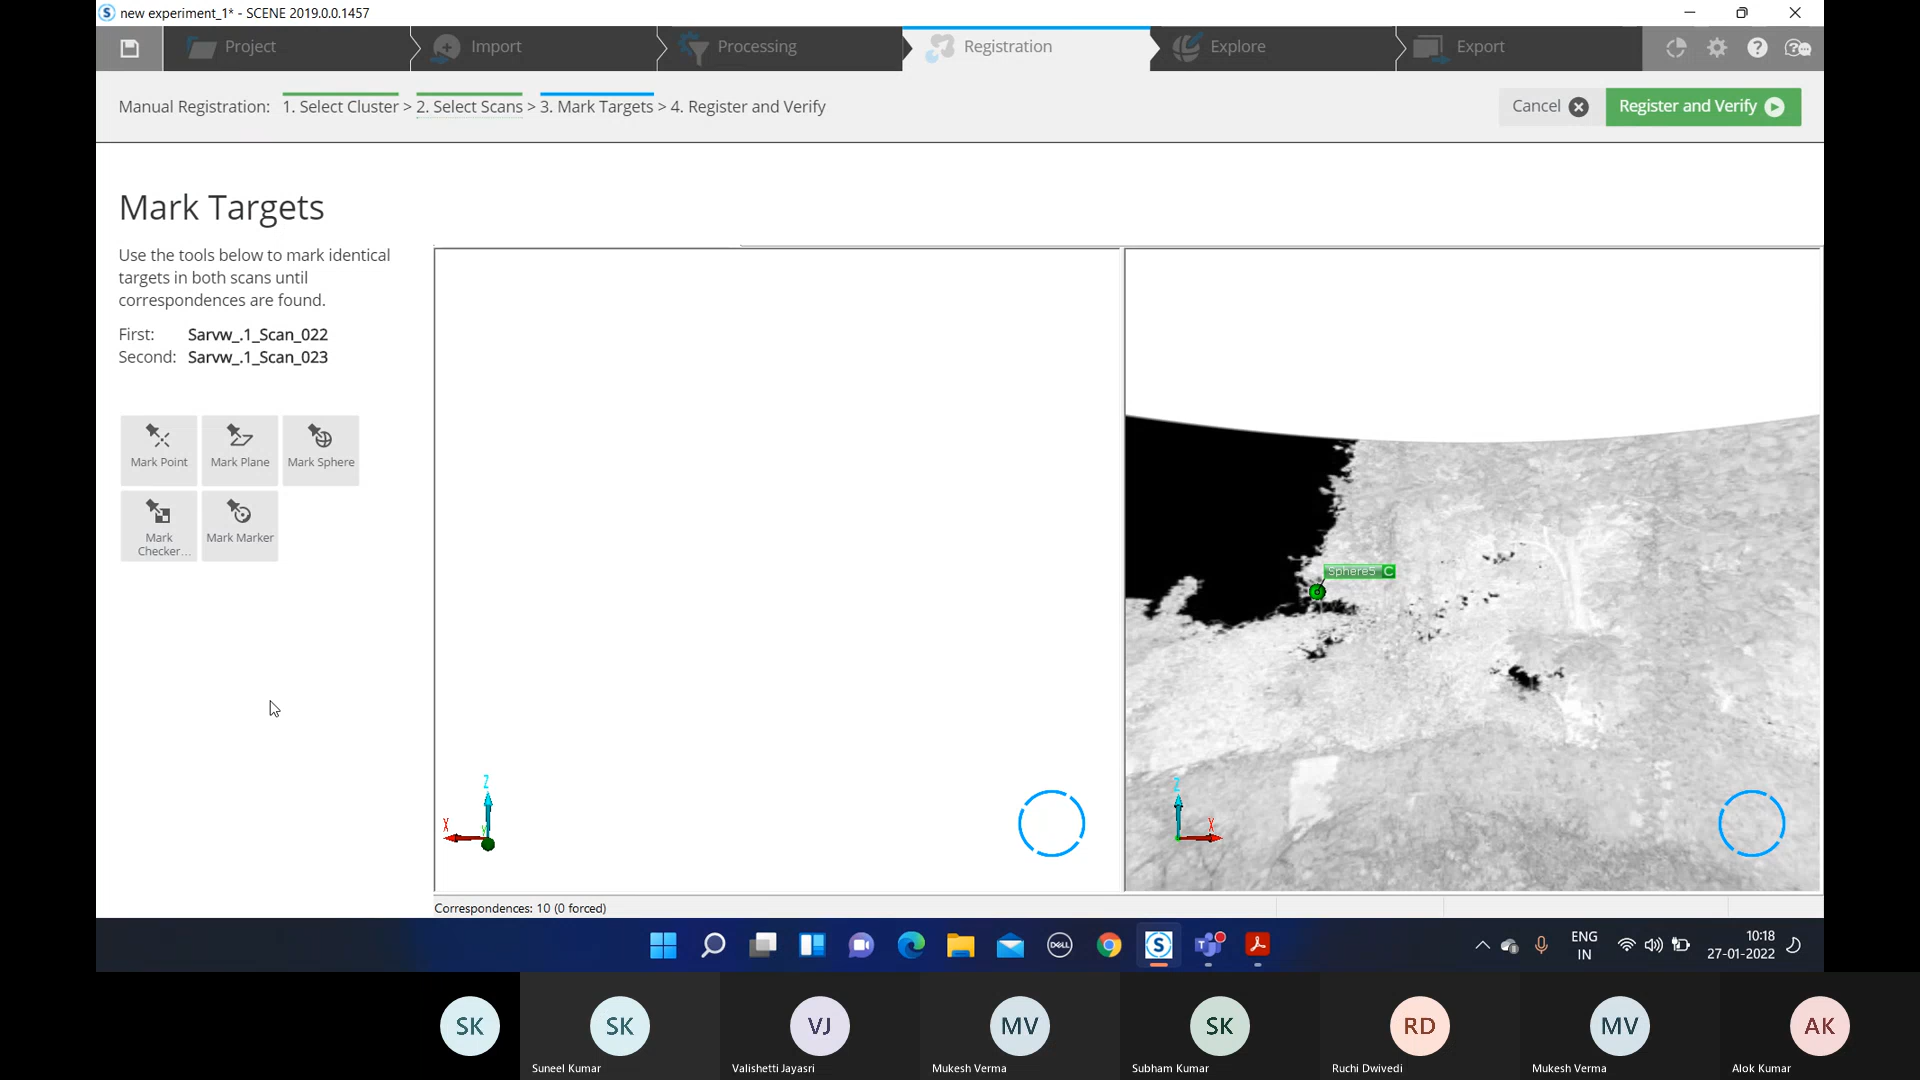 new experiment_1* - SCENE 2019.0.0.1457
Project
Import
Processing
Registration
Explore
Export
Manual Registration: 1. Select Cluster > 2. Select Scans > 3. Mark Targets > 4. Register and Verify
Cancel
Register and Verify
Mark Targets
Use the tools below to mark identical
targets in both scans until
correspondences are found.
First: Sarvw_.1_Scan_022
Second: Sarvw_.1_Scan_023
Mark Point
Mark Plane
Mark Sphere
Mark
Checker...
Mark Marker
Sphere5 C
Z
X
Y
Z
X
Correspondences: 10 (0 forced)
DELL
S
ENG
IN
10:18
27-01-2022
SK
SK
VJ
MV
SK
RD
MV
AK
Suneel Kumar
Valishetti Jayasri
Mukesh Verma
Subham Kumar
Ruchi Dwivedi
Mukesh Verma
Alok Kumar